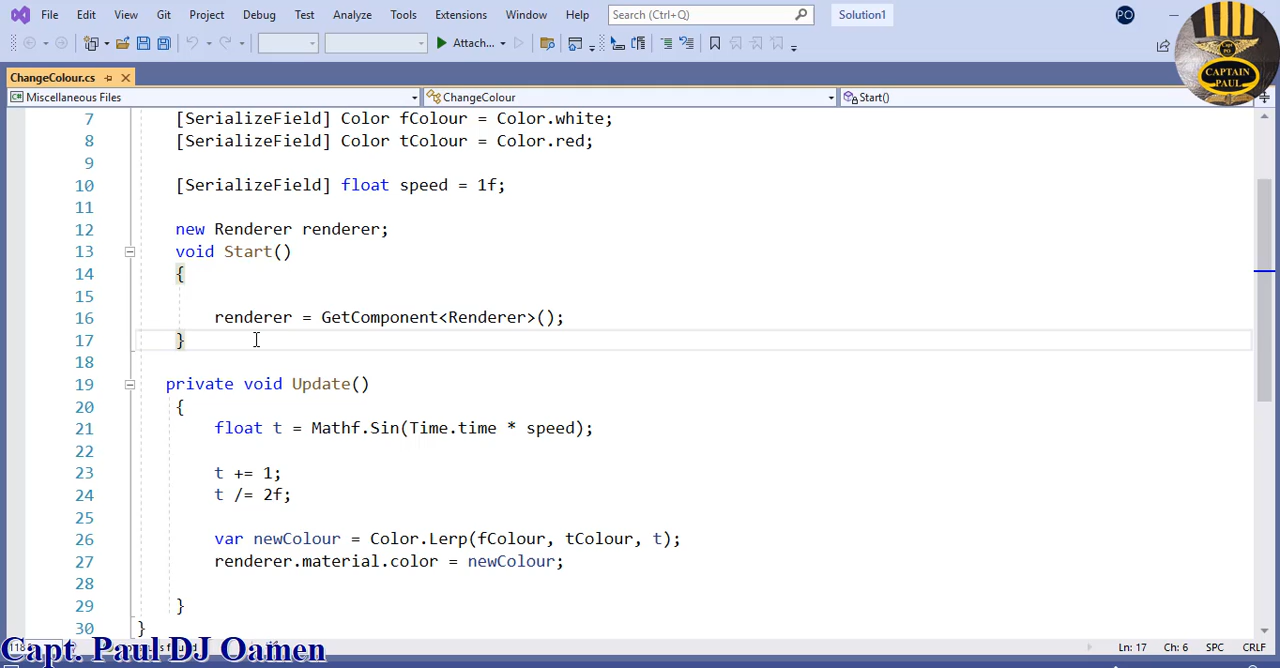 File Edit View Git Project Debug Test Analyze Tools Extensions Window Help Search (Ctrl+Q) Solution1 PO
Attach...
Capt PO
CAPTAIN PAUL
ChangeColour.cs
Miscellaneous Files ChangeColour Start()
7 [SerializeField] Color fColour = Color.white;
8 [SerializeField] Color tColour = Color.red;
9
10 [SerializeField] float speed = 1f;
11
12 new Renderer renderer;
13 void Start()
14 {
15
16 renderer = GetComponent<Renderer>();
17 }
18
19 private void Update()
20 {
21 float t = Mathf.Sin(Time.time * speed);
22
23 t += 1;
24 t /= 2f;
25
26 var newColour = Color.Lerp(fColour, tColour, t);
27 renderer.material.color = newColour;
28
29 }
30 }
Capt. Paul DJ Oamen
Ln: 17 Ch: 6 SPC CRLF